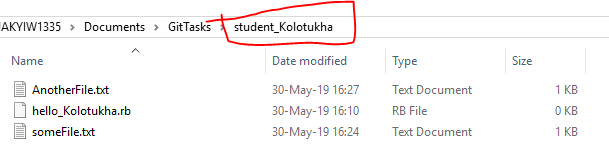 JAKYIW1335 > Documents > GitTasks > student_Kolotukha
Name Date modified Type Size
AnotherFile.txt 30-May-19 16:27 Text Document 1 KB
hello_Kolotukha.rb 30-May-19 16:10 RB File 0 KB
someFile.txt 30-May-19 16:24 Text Document 1 KB